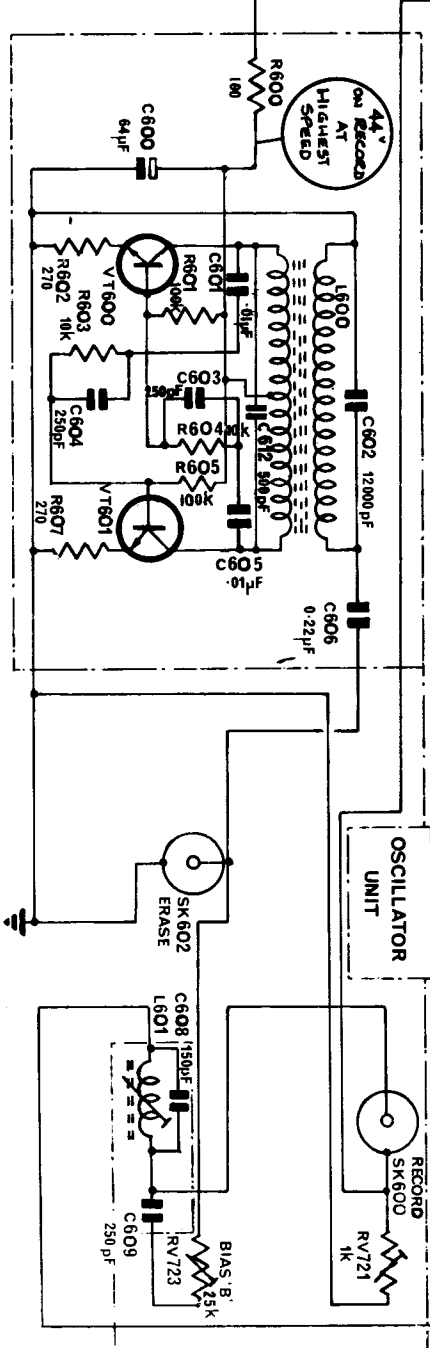 R600
100
44V
ON RECORD
AT
HIGHEST
SPEED
C600
64µF
L600
C602
12000pF
C606
0.22µF
R601
100K
C601
.01µF
C603
250pF
VT600
R602
270
R603
10K
C604
250pF
R604
10k
R605
100K
C612
500pF
VT601
R607
270
C605
.01µF
OSCILLATOR
UNIT
SK602
ERASE
RECORD
SK600
RV721
1k
C608
150pF
L601
C609
250pF
BIAS 'B'
RV723
25k